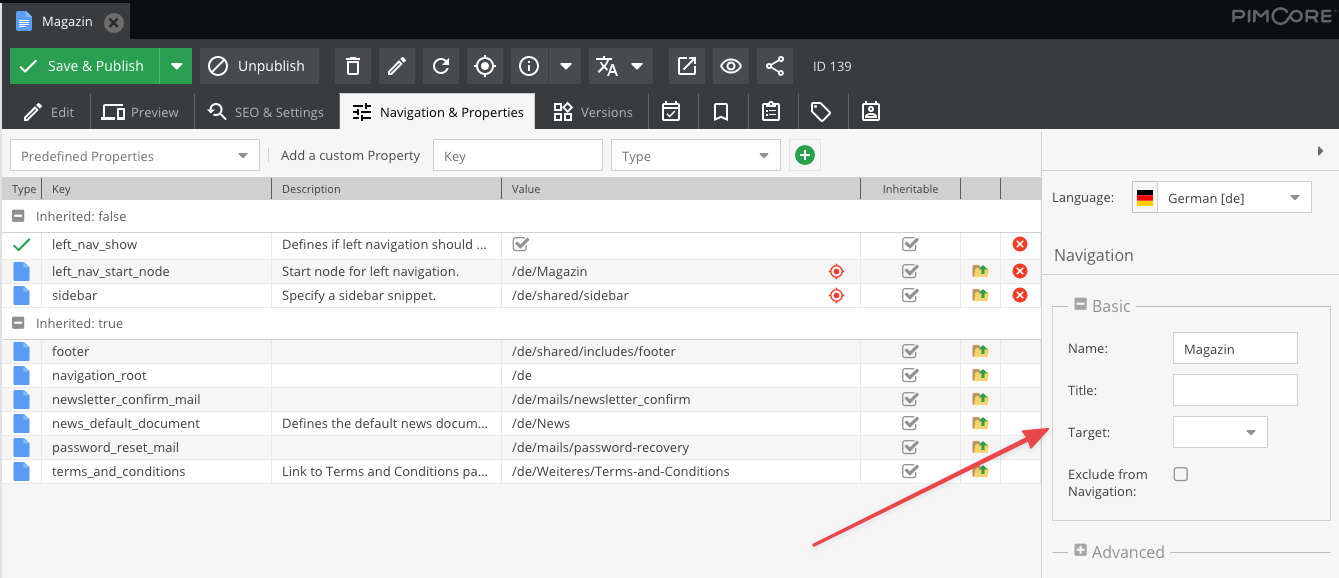 Magazin
PIMCORE
Save & Publish
Unpublish
ID 139
Edit
Preview
SEO & Settings
Navigation & Properties
Versions
Predefined Properties
Add a custom Property
Key
Type
Type Key Description Value Inheritable
Inherited: false
left_nav_show Defines if left navigation should ...
left_nav_start_node Start node for left navigation. /de/Magazin
sidebar Specify a sidebar snippet. /de/shared/sidebar
Inherited: true
footer /de/shared/includes/footer
navigation_root /de
newsletter_confirm_mail /de/mails/newsletter_confirm
news_default_document Defines the default news docum... /de/News
password_reset_mail /de/mails/password-recovery
terms_and_conditions Link to Terms and Conditions pa... /de/Weiteres/Terms-and-Conditions
Language: German [de]
Navigation
Basic
Name: Magazin
Title:
Target:
Exclude from
Navigation:
Advanced